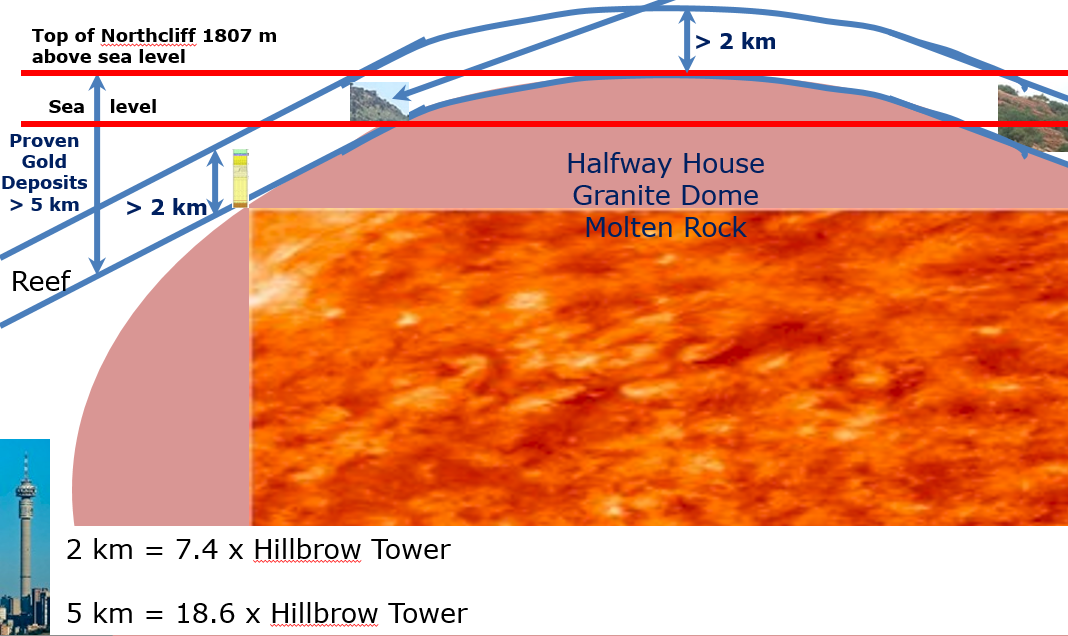 Top of Northcliff 1807 m
above sea level
> 2 km
Sea level
Proven
Gold
Deposits
> 5 km
> 2 km
Reef
Halfway House
Granite Dome
Molten Rock
2 km = 7.4 x Hillbrow Tower
5 km = 18.6 x Hillbrow Tower